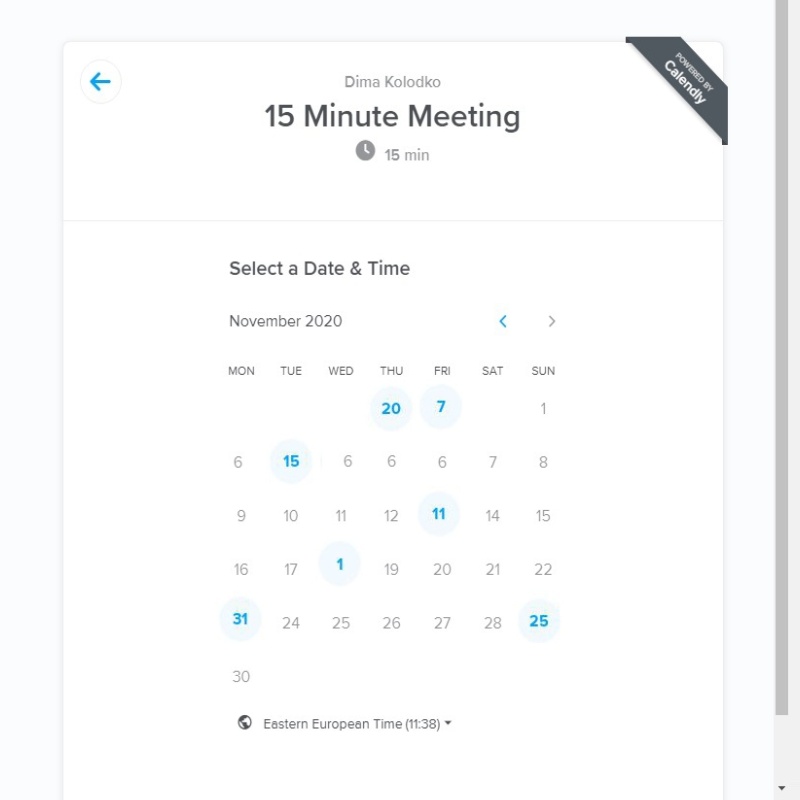 Dima Kolodko
POWERED BY
Calendly
15 Minute Meeting
15 min
Select a Date & Time
November 2020
MON TUE WED THU FRI SAT SUN
20 7 1
6 15 6 6 6 7 8
9 10 11 12 11 14 15
16 17 1 19 20 21 22
31 24 25 26 27 28 25
30
Eastern European Time (11:38)